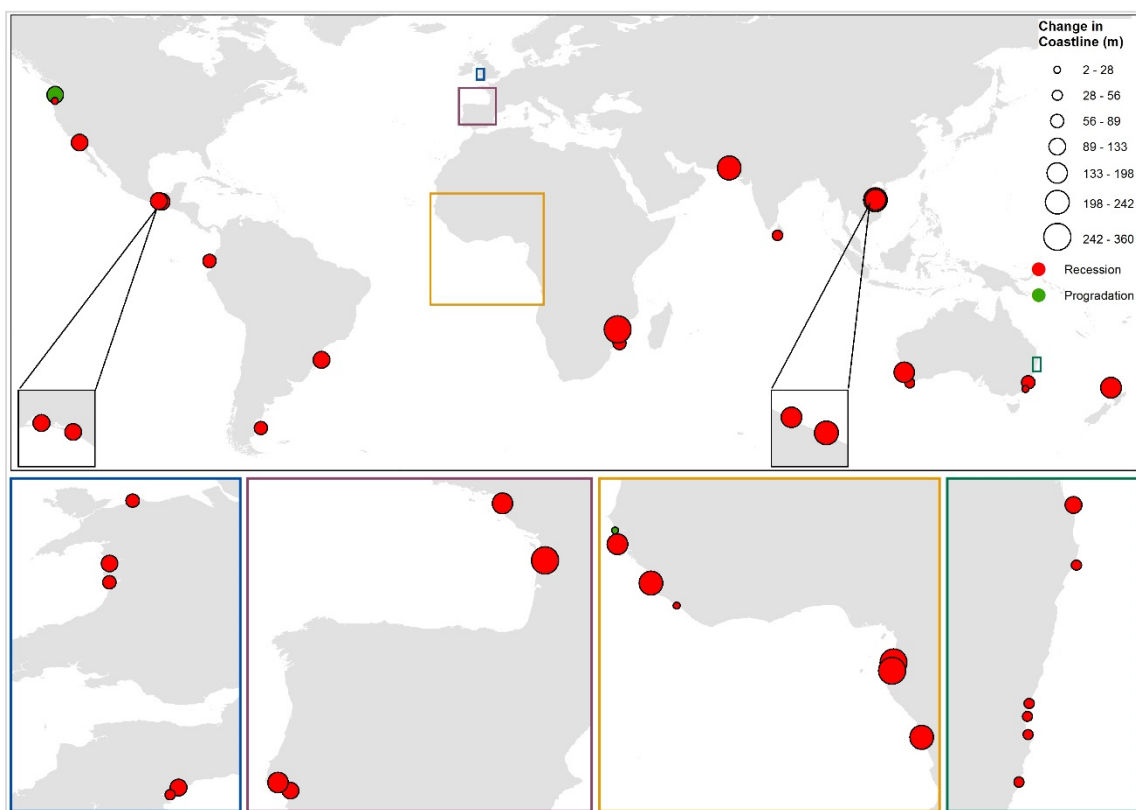 Change in
Coastline (m)
2 - 28
28 - 56
56 - 89
89 - 133
133 - 198
198 - 242
242 - 360
Recession
Progradation